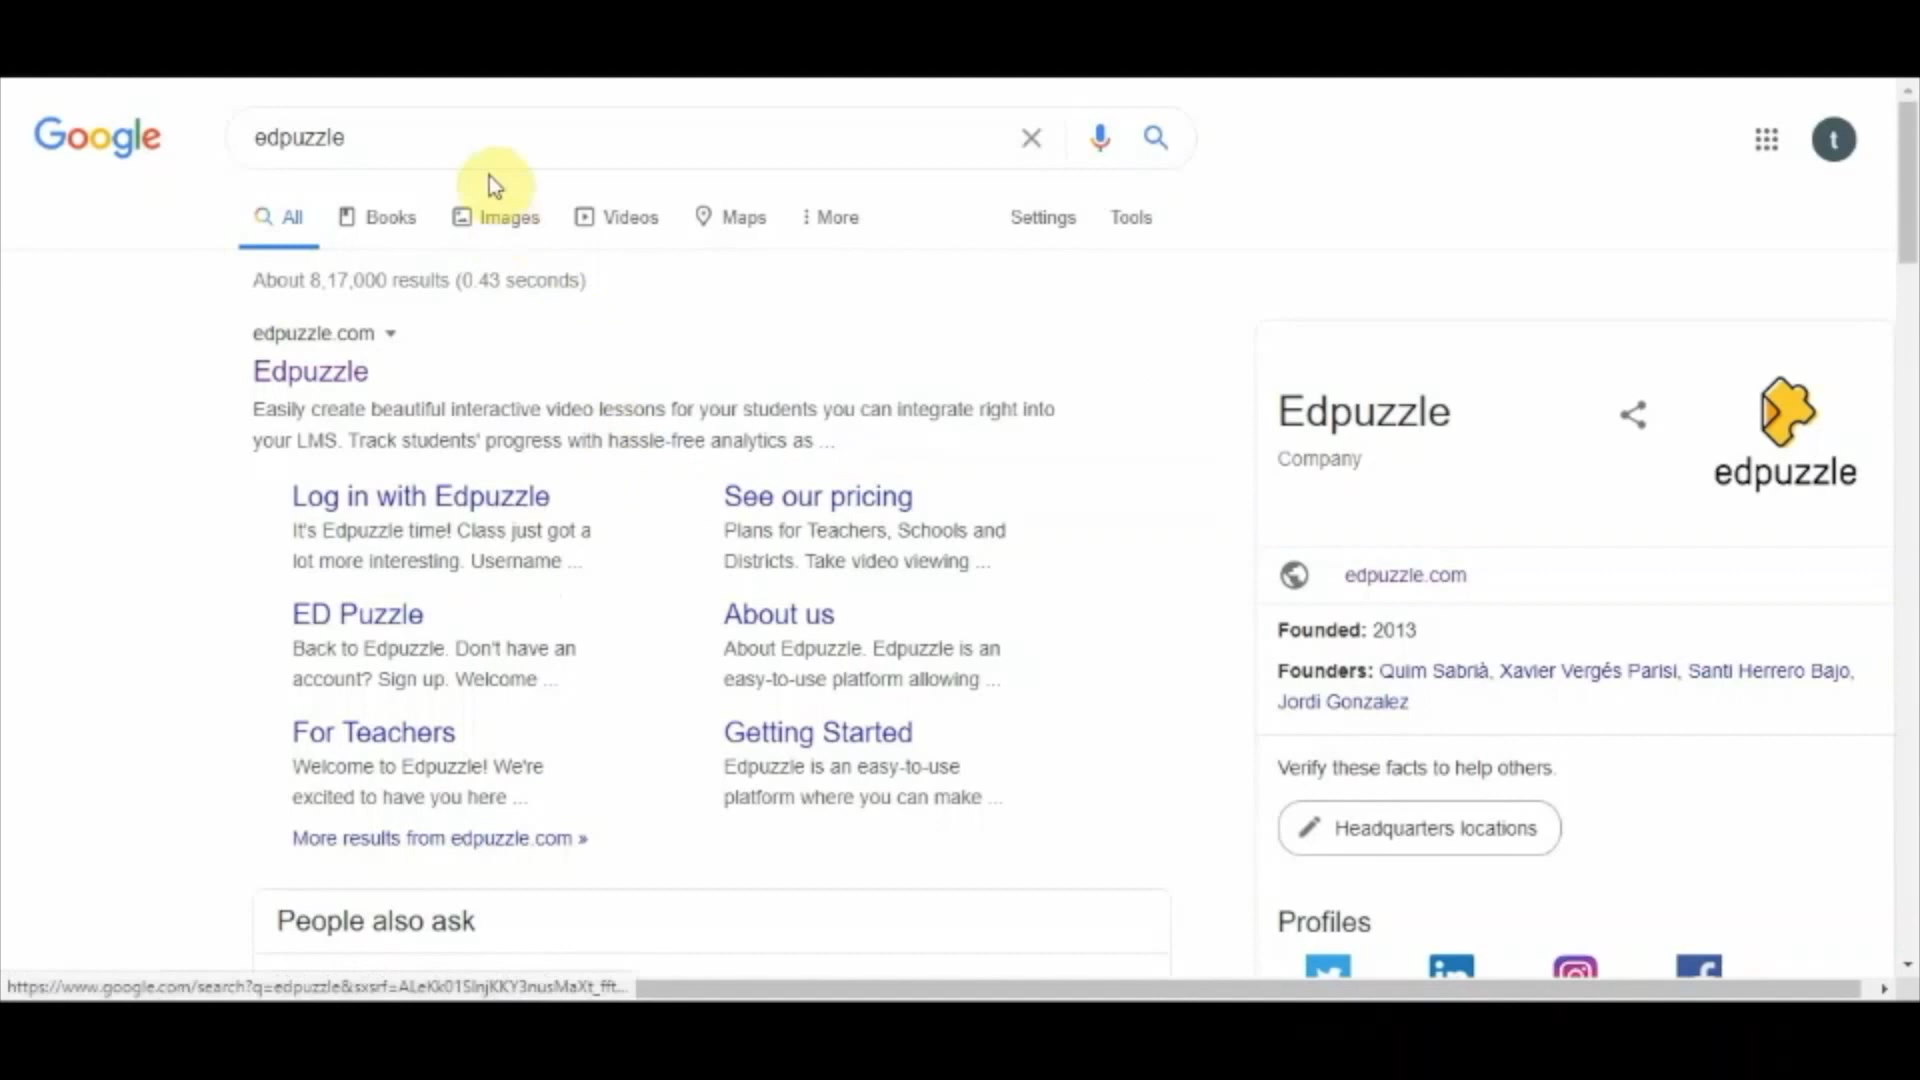 Google
edpuzzle
t
All Books Images Videos Maps More Settings Tools
About 8,17,000 results (0.43 seconds)
edpuzzle.com
Edpuzzle
Easily create beautiful interactive video lessons for your students you can integrate right into
your LMS. Track students' progress with hassle-free analytics as ...
Log in with Edpuzzle
It's Edpuzzle time! Class just got a
lot more interesting. Username ...
See our pricing
Plans for Teachers, Schools and
Districts. Take video viewing ...
ED Puzzle
Back to Edpuzzle. Don't have an
account? Sign up. Welcome ...
About us
About Edpuzzle. Edpuzzle is an
easy-to-use platform allowing ...
For Teachers
Welcome to Edpuzzle! We're
excited to have you here ...
Getting Started
Edpuzzle is an easy-to-use
platform where you can make ...
More results from edpuzzle.com »
People also ask
Edpuzzle
Company
edpuzzle
edpuzzle.com
Founded: 2013
Founders: Quim Sabrià, Xavier Vergés Parisi, Santi Herrero Bajo,
Jordi Gonzalez
Verify these facts to help others.
Headquarters locations
Profiles
https://www.google.com/search?q=edpuzzle&sxsrf=